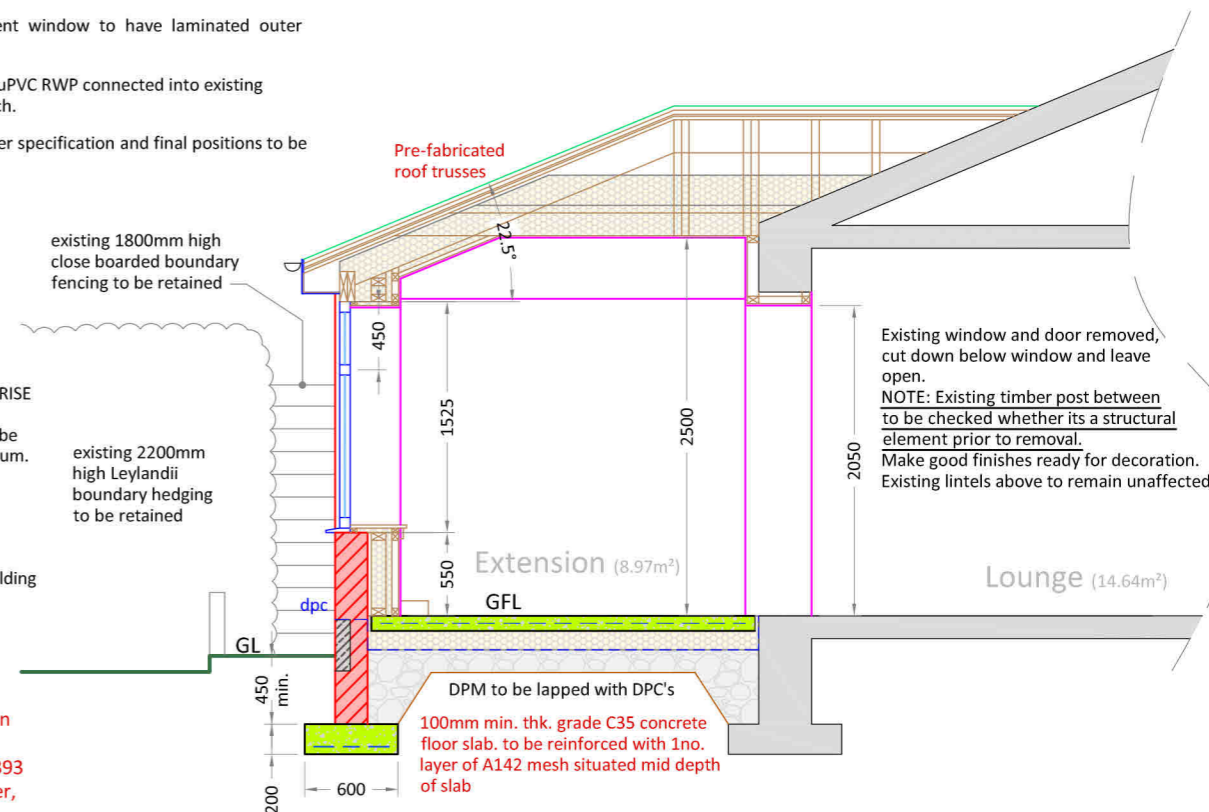 ent window to have laminated outer
uPVC RWP connected into existing
ch.
er specification and final positions to be
Pre-fabricated
roof trusses
22.5°
existing 1800mm high
close boarded boundary
fencing to be retained
450
1525
2500
2050
Existing window and door removed,
cut down below window and leave
open.
NOTE: Existing timber post between
to be checked whether its a structural
element prior to removal.
Make good finishes ready for decoration.
Existing lintels above to remain unaffected
RISE
be
um.
existing 2200mm
high Leylandii
boundary hedging
to be retained
550
Extension (8.97m²)
Lounge (14.64m²)
lding
dpc
GFL
GL
450
min.
DPM to be lapped with DPC's
100mm min. thk. grade C35 concrete
floor slab. to be reinforced with 1no.
layer of A142 mesh situated mid depth
of slab
n
893
er,
200
600